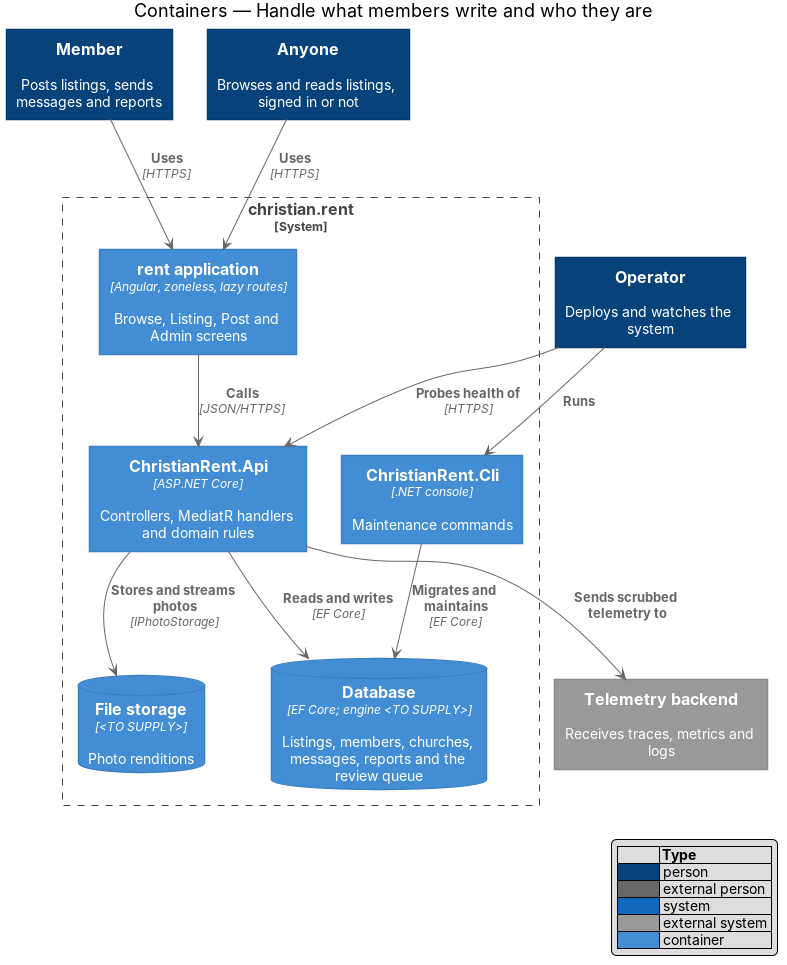 Containers — Handle what members write and who they are
Member
Posts listings, sends
messages and reports
Anyone
Browses and reads listings,
signed in or not
Uses
[HTTPS]
Uses
[HTTPS]
christian.rent
[System]
rent application
[Angular, zoneless, lazy routes]
Browse, Listing, Post and
Admin screens
Operator
Deploys and watches the
system
Calls
[JSON/HTTPS]
Probes health of
[HTTPS]
Runs
ChristianRent.Api
[ASP.NET Core]
Controllers, MediatR handlers
and domain rules
ChristianRent.Cli
[.NET console]
Maintenance commands
Stores and streams
photos
[IPhotoStorage]
Reads and writes
[EF Core]
Migrates and
maintains
[EF Core]
Sends scrubbed
telemetry to
File storage
[<TO SUPPLY>]
Photo renditions
Database
[EF Core; engine <TO SUPPLY>]
Listings, members, churches,
messages, reports and the
review queue
Telemetry backend
Receives traces, metrics and
logs
Type
person
external person
system
external system
container